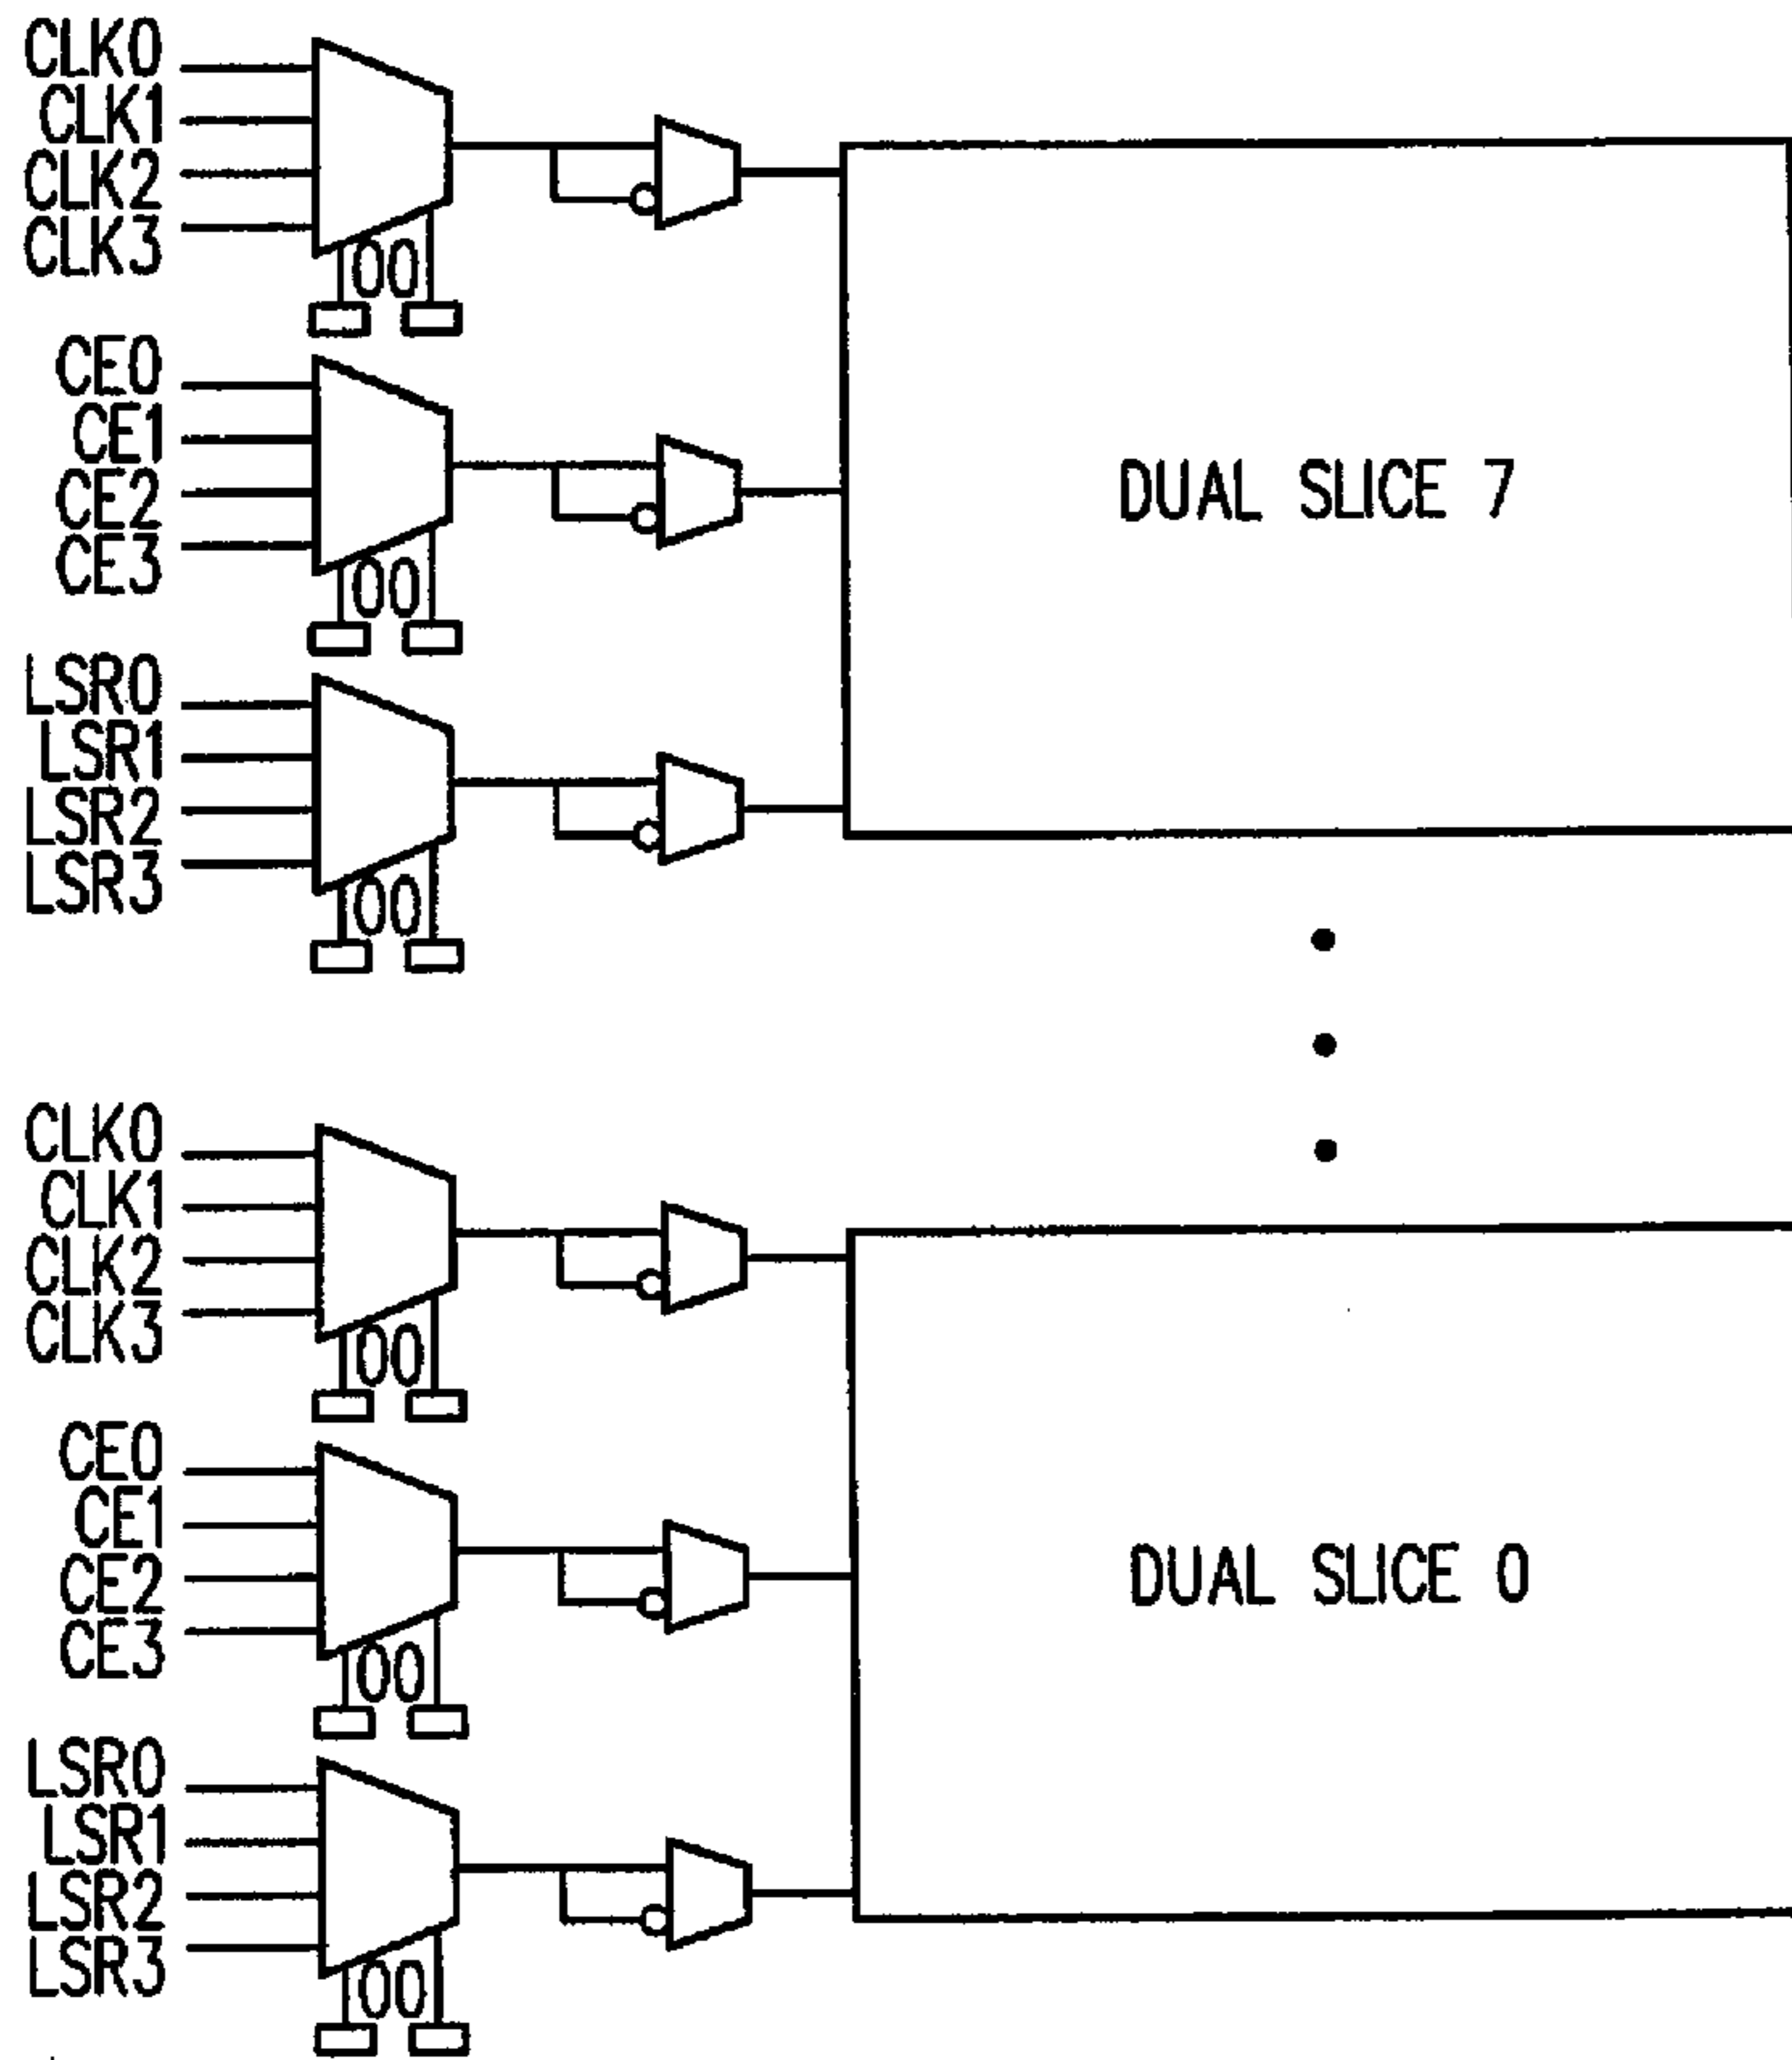 CLK0
CLK1
CLK2
CLK3
00
CE0
CE1
CE2
CE3
00
DUAL SLICE 7
LSR0
LSR1
LSR2
LSR3
00
CLK0
CLK1
CLK2
CLK3
00
CE0
CE1
CE2
CE3
00
DUAL SLICE 0
LSR0
LSR1
LSR2
LSR3
00